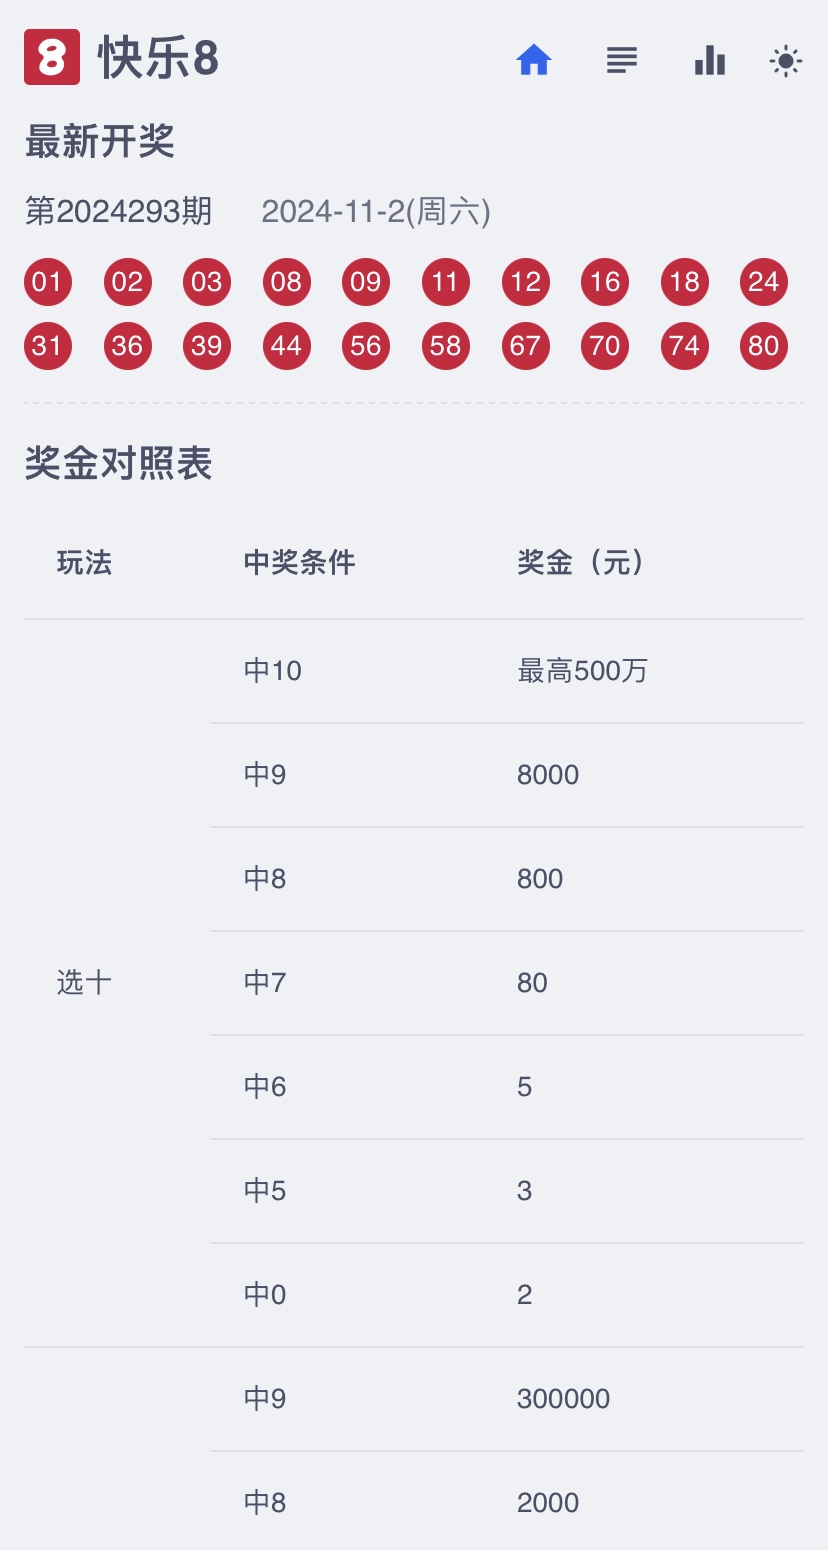 8 快乐8
最新开奖
第2024293期 2024-11-2(周六)
01 02 03 08 09 11 12 16 18 24
31 36 39 44 56 58 67 70 74 80
奖金对照表
玩法 中奖条件 奖金（元）
中10 最高500万
中9 8000
中8 800
选十 中7 80
中6 5
中5 3
中0 2
中9 300000
中8 2000